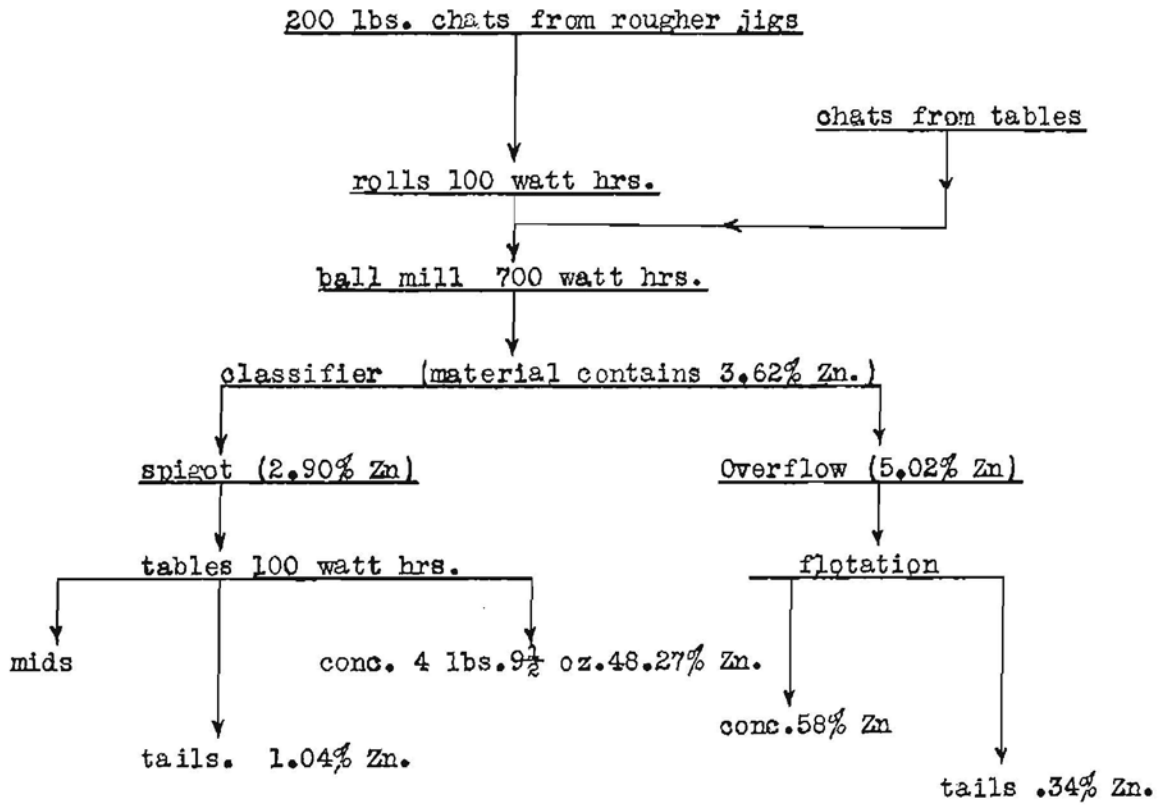 200 lbs. chats from rougher jigs
chats from tables
rolls 100 watt hrs.
ball mill 700 watt hrs.
classifier (material contains 3.62% Zn.)
spigot (2.90% Zn)
Overflow (5.02% Zn)
tables 100 watt hrs.
flotation
mids
conc. 4 lbs.9½ oz.48.27% Zn.
conc.58% Zn
tails. 1.04% Zn.
tails .34% Zn.